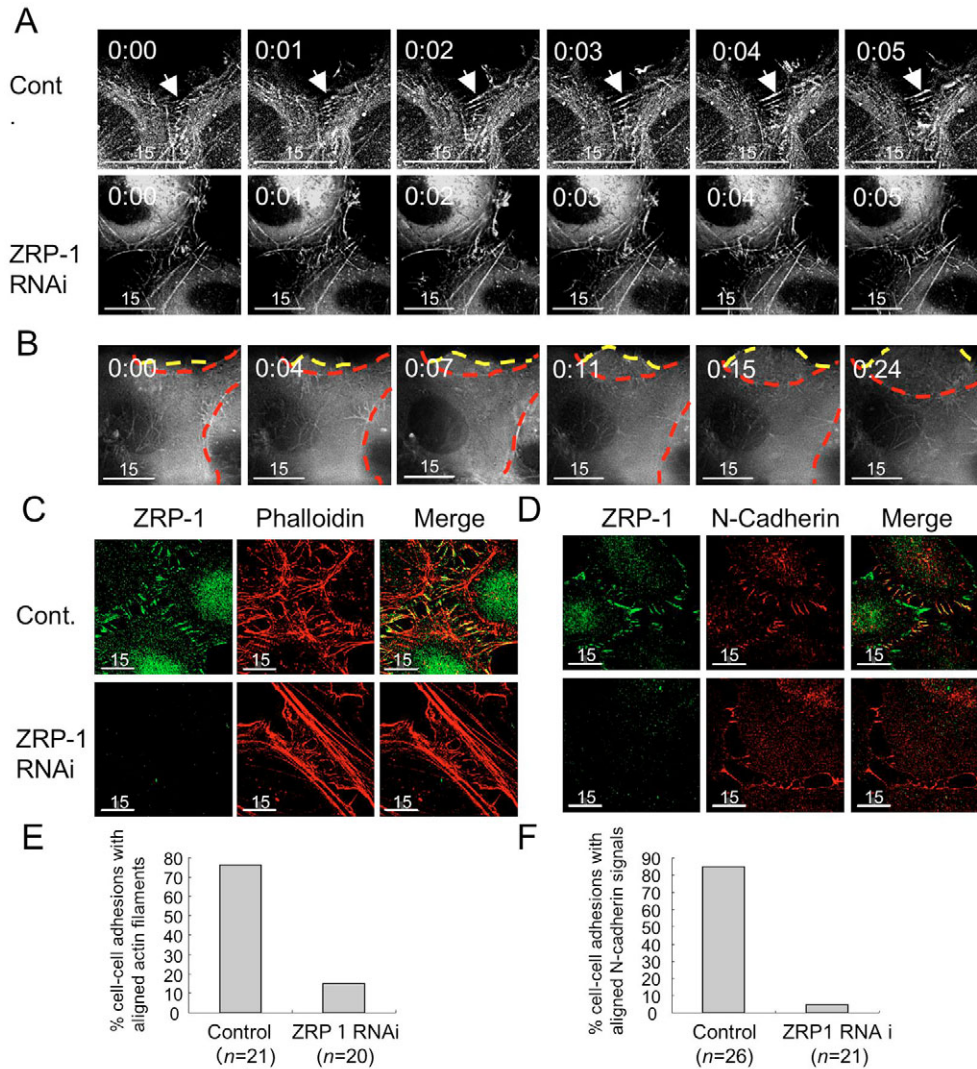 A
Cont
.
0:00 0:01 0:02 0:03 0:04 0:05
15 15 15 15 15 15
ZRP-1
RNAi
0:00 0:01 0:02 0:03 0:04 0:05
15 15 15 15 15 15
B
0:00 0:04 0:07 0:11 0:15 0:24
15 15 15 15 15 15
C
ZRP-1 Phalloidin Merge
Cont.
15 15 15
ZRP-1
RNAi
15 15 15
D
ZRP-1 N-Cadherin Merge
15 15 15
15 15 15
E
% cell-cell adhesions with
aligned actin filaments
80
70
60
50
40
30
20
10
0
Control ZRP 1 RNAi
(n=21) (n=20)
F
% cell-cell adhesions with
aligned N-cadherin signals
90
80
70
60
50
40
30
20
10
0
Control ZRP1 RNA i
(n=26) (n=21)